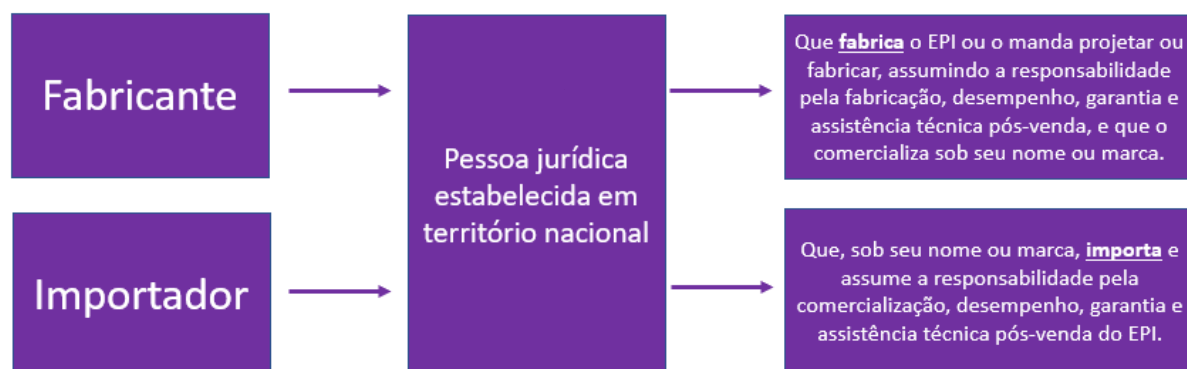 Fabricante
Importador
Pessoa jurídica
estabelecida em
território nacional
Que fabrica o EPI ou o manda projetar ou
fabricar, assumindo a responsabilidade
pela fabricação, desempenho, garantia e
assistência técnica pós-venda, e que o
comercializa sob seu nome ou marca.
Que, sob seu nome ou marca, importa e
assume a responsabilidade pela
comercialização, desempenho, garantia e
assistência técnica pós-venda do EPI.